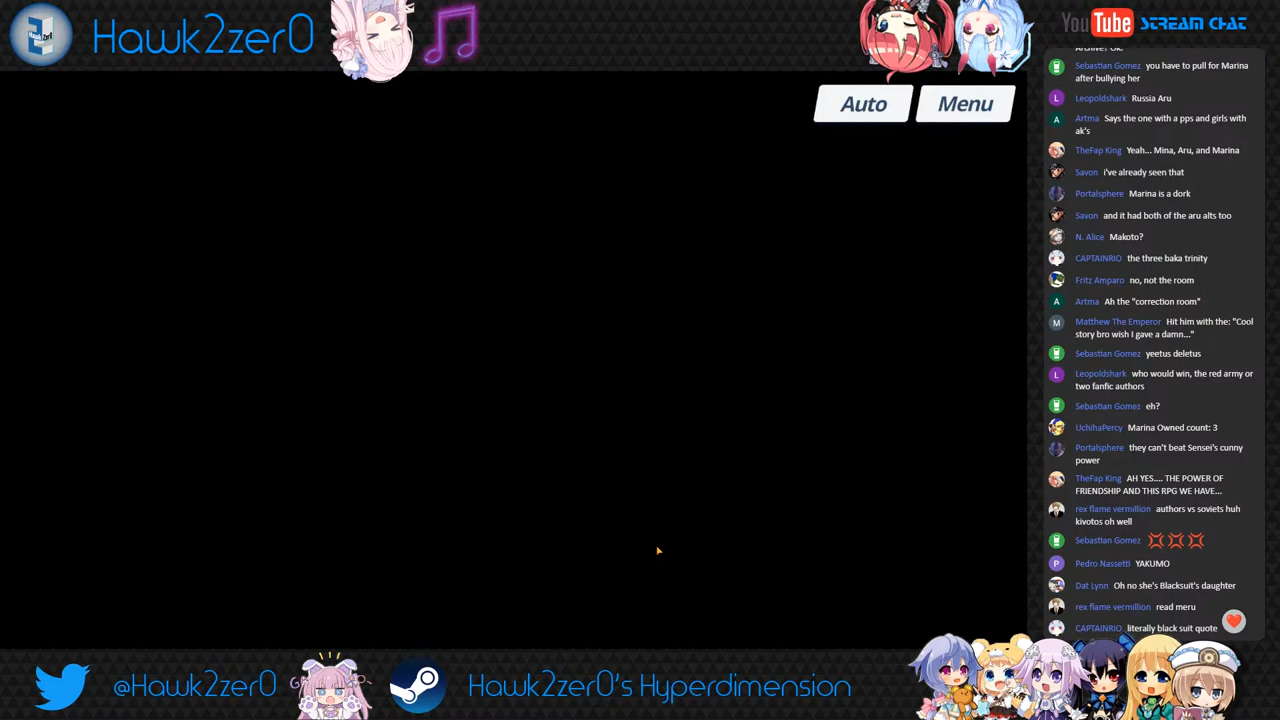 Hawk2zer0
YouTube STREAM CHAT
Auto
Menu
Archive? Ok.
Sebastian Gomez you have to pull for Marina
after bullying her
Leopoldshark Russia Aru
Artma Says the one with a pps and girls with
ak's
TheFap King Yeah... Mina, Aru, and Marina
Savon i've already seen that
Portalsphere Marina is a dork
Savon and it had both of the aru alts too
N. Alice Makoto?
CAPTAINRIO the three baka trinity
Fritz Amparo no, not the room
Artma Ah the "correction room"
Matthew The Emperor Hit him with the: "Cool
story bro wish I gave a damn..."
Sebastian Gomez yeetus deletus
Leopoldshark who would win, the red army or
two fanfic authors
Sebastian Gomez eh?
UchihaPercy Marina Owned count: 3
Portalsphere they can't beat Sensei's cunny
power
TheFap King AH YES.... THE POWER OF
FRIENDSHIP AND THIS RPG WE HAVE...
rex flame vermillion authors vs soviets huh
kivotos oh well
Sebastian Gomez 💢 💢 💢
Pedro Nassetti YAKUMO
Dat Lynn Oh no she's Blacksuit's daughter
rex flame vermillion read meru
CAPTAINRIO literally black suit quote
@Hawk2zer0
Hawk2zer0's Hyperdimension